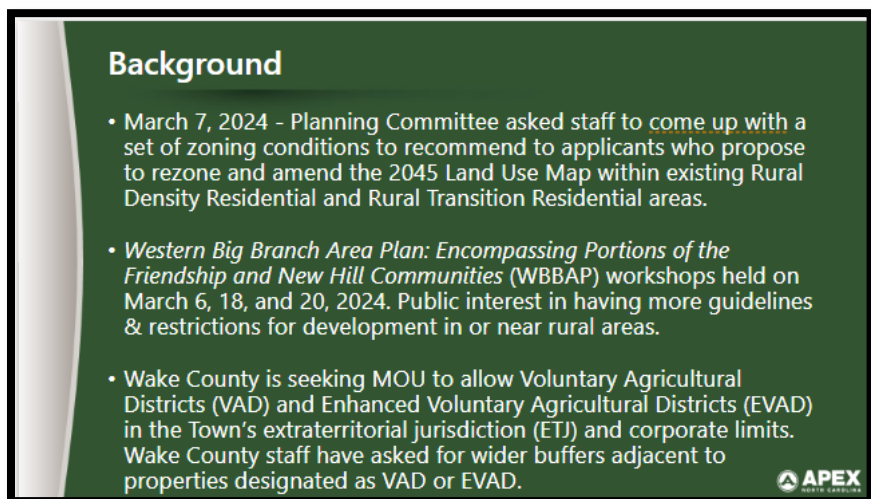 Background
• March 7, 2024 - Planning Committee asked staff to come up with a
set of zoning conditions to recommend to applicants who propose
to rezone and amend the 2045 Land Use Map within existing Rural
Density Residential and Rural Transition Residential areas.
• Western Big Branch Area Plan: Encompassing Portions of the
Friendship and New Hill Communities (WBBAP) workshops held on
March 6, 18, and 20, 2024. Public interest in having more guidelines
& restrictions for development in or near rural areas.
• Wake County is seeking MOU to allow Voluntary Agricultural
Districts (VAD) and Enhanced Voluntary Agricultural Districts (EVAD)
in the Town's extraterritorial jurisdiction (ETJ) and corporate limits.
Wake County staff have asked for wider buffers adjacent to
properties designated as VAD or EVAD.
APEX
NORTH CAROLINA